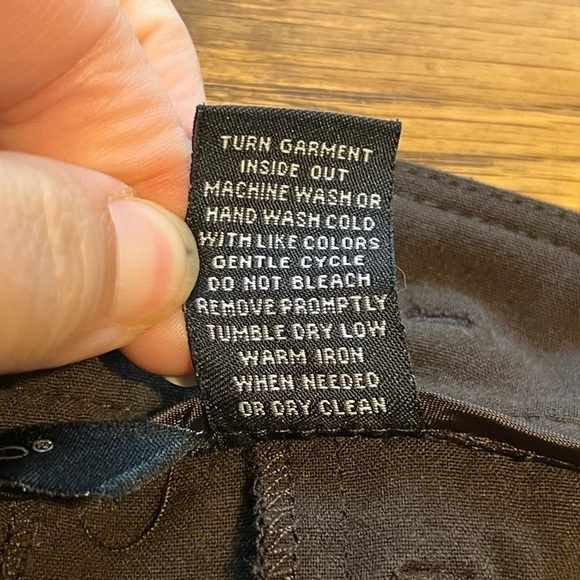 TURN GARMENT
INSIDE OUT
MACHINE WASH OR
HAND WASH COLD
WITH LIKE COLORS
GENTLE CYCLE
DO NOT BLEACH
REMOVE PROMPTLY
TUMBLE DRY LOW
WARM IRON
WHEN NEEDED
OR DRY CLEAN